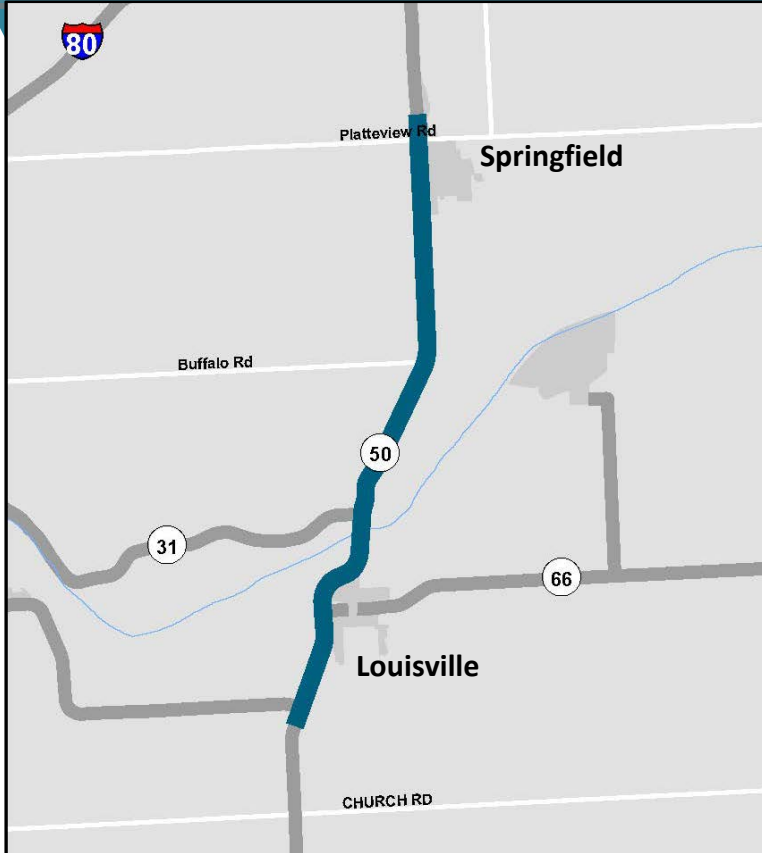 80
Platteview Rd
Springfield
Buffalo Rd
50
31
66
Louisville
CHURCH RD